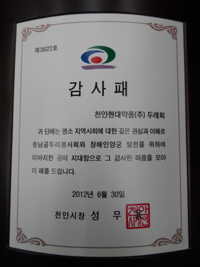 제3622호
감 사 패
천안현대약품(주) 두레회
귀 단체는 평소 지역사회에 대한 깊은 관심과 이해로
충남골두리봉사회와 장애인양궁 발전을 위하여
이바지한 공이 지대함으로 그 감사한 마음을 모아
이 패를 드립니다.
2012년 6월 30일
천안시장 성 무